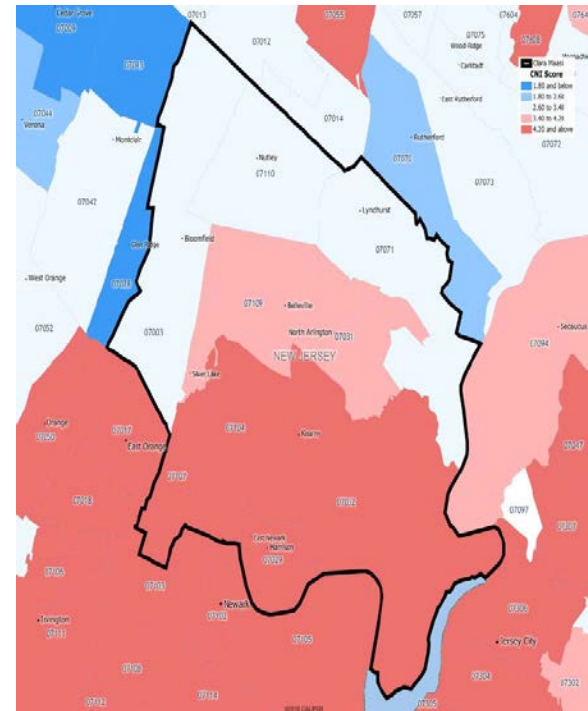 07013
07055
07057
07604
Cedar Grove
07009
07012
07075
Wood-Ridge
07608
Carlstadt
Clara Maass
CNI Score
1.80 and below
1.80 to 2.60
2.60 to 3.40
3.40 to 4.20
4.20 and above
07044
Verona
07014
East Rutherford
Montclair
Rutherford
07072
Nutley
07110
07070
07042
07073
Lyndhurst
Bloomfield
Glen Ridge
07071
West Orange
07028
07109
Belleville
07052
07003
North Arlington
07031
Secaucus
07094
NEW JERSEY
Silver Lake
Orange
07050
07017
East Orange
07104
Kearny
07047
07018
07107
07032
07097
07307
East Newark
Harrison
07029
07106
07103
Newark
07102
07306
Irvington
07111
07105
Jersey City
07108
07304
07302
07112
07114
07305